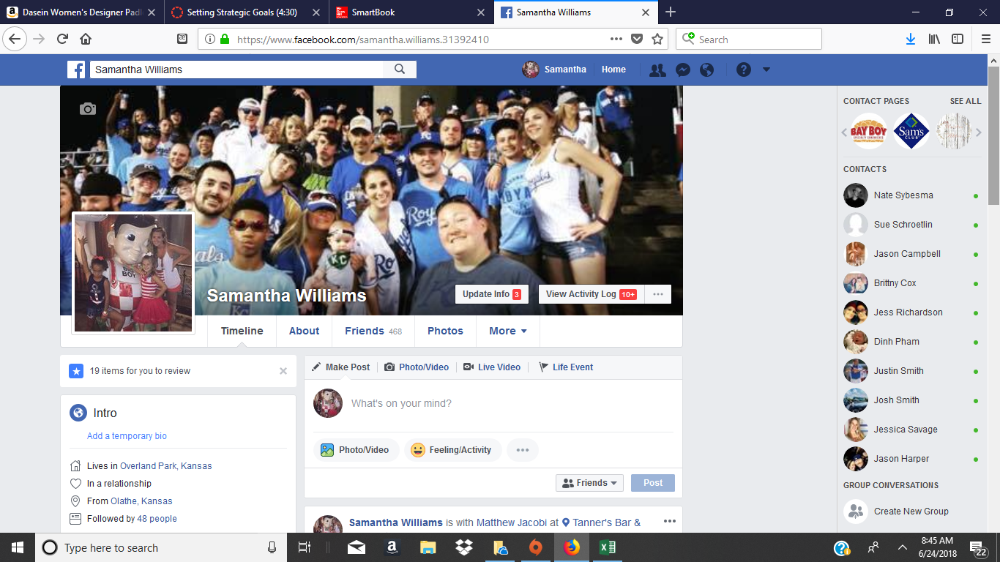 Dasein Women's Designer Padl
Setting Strategic Goals (4:30)
SmartBook
Samantha Williams
https://www.facebook.com/samantha.williams.31392410
Search
Samantha Williams
Samantha
Home
CONTACT PAGES SEE ALL
BAY BOY
Sam's
CLUB
CONTACTS
Nate Sybesma
Sue Schroetlin
Jason Campbell
Brittny Cox
Jess Richardson
Dinh Pham
Justin Smith
Josh Smith
Jessica Savage
Jason Harper
GROUP CONVERSATIONS
Create New Group
Royals
KC
BOY
Samantha Williams
Update Info 3
View Activity Log 10+
Timeline About Friends 468 Photos More
19 items for you to review
Intro
Add a temporary bio
Lives in Overland Park, Kansas
In a relationship
From Olathe, Kansas
Followed by 48 people
Make Post Photo/Video Live Video Life Event
What's on your mind?
Photo/Video Feeling/Activity
Friends Post
Samantha Williams is with Matthew Jacobi at Tanner's Bar &
Type here to search
8:45 AM
6/24/2018
22